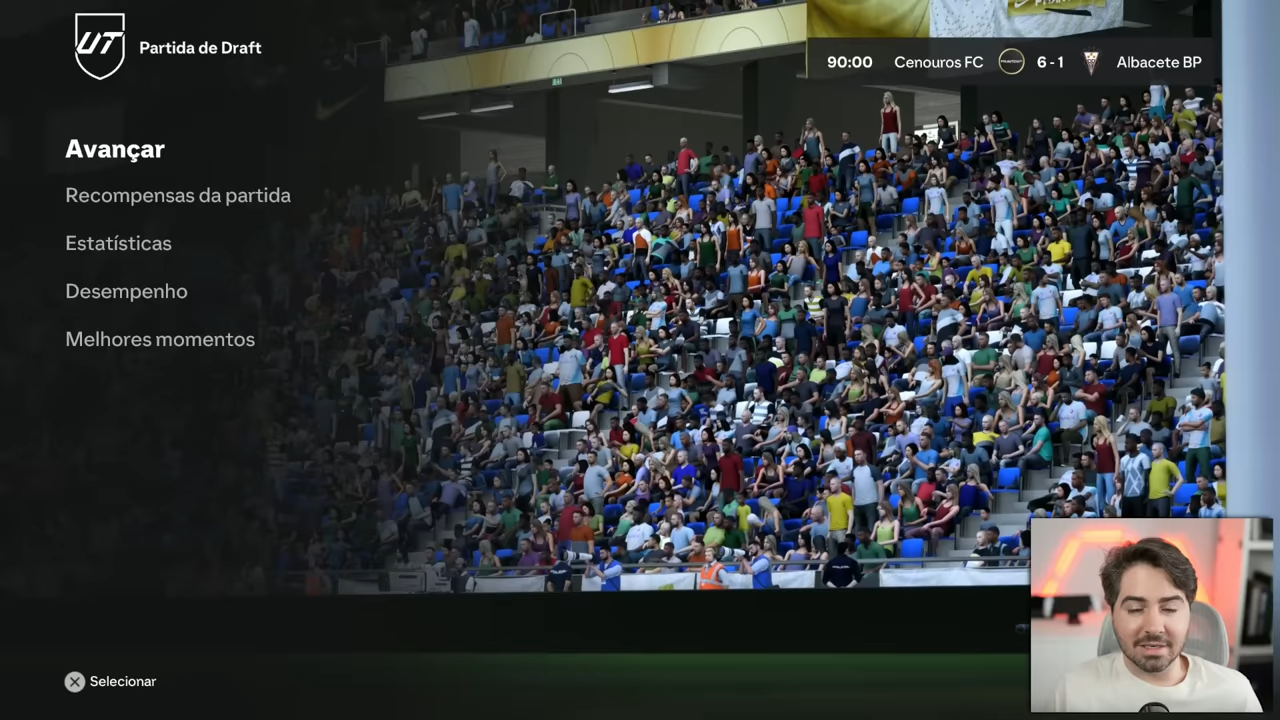 UT
Partida de Draft
90:00 Cenouros FC 6 - 1 Albacete BP
Avançar
Recompensas da partida
Estatísticas
Desempenho
Melhores momentos
Selecionar